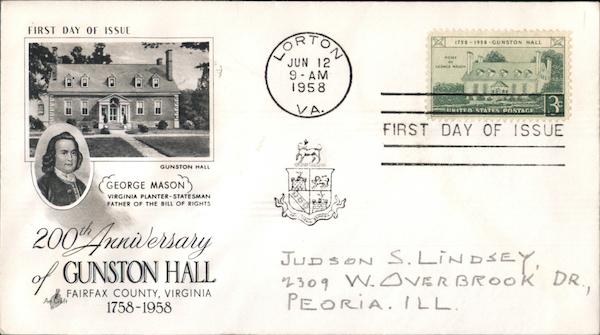 FIRST DAY OF ISSUE
GUNSTON HALL
GEORGE MASON
VIRGINIA PLANTER-STATESMAN
FATHER OF THE BILL OF RIGHTS
200th Anniversary
of GUNSTON HALL
FAIRFAX COUNTY, VIRGINIA
1758-1958
Art Craft
LORTON
JUN 12
9-AM
1958
VA.
1758-1958-GUNSTON HALL
HOME OF
GEORGE MASON
UNITED STATES POSTAGE
3¢
FIRST DAY OF ISSUE
JUDSON S. LINDSEY,
2309 W. OVERBROOK DR.,
PEORIA. ILL.